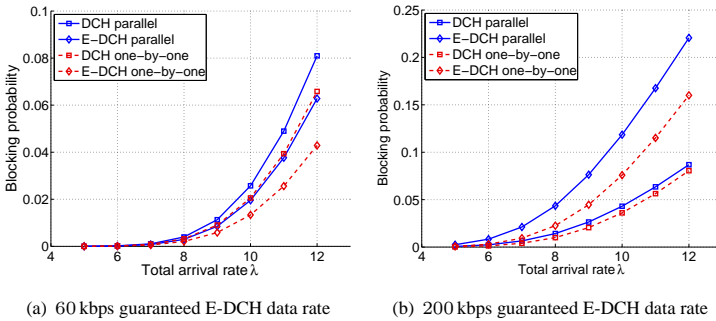 0.1
0.08
0.06
0.04
0.02
0
4
6
8
10
12
Blocking probability
Total arrival rate λ
DCH parallel
E−DCH parallel
DCH one−by−one
E−DCH one−by−one
(a) 60 kbps guaranteed E-DCH data rate
0.25
0.2
0.15
0.1
0.05
0
4
6
8
10
12
Blocking probability
Total arrival rate λ
DCH parallel
E−DCH parallel
DCH one−by−one
E−DCH one−by−one
(b) 200 kbps guaranteed E-DCH data rate